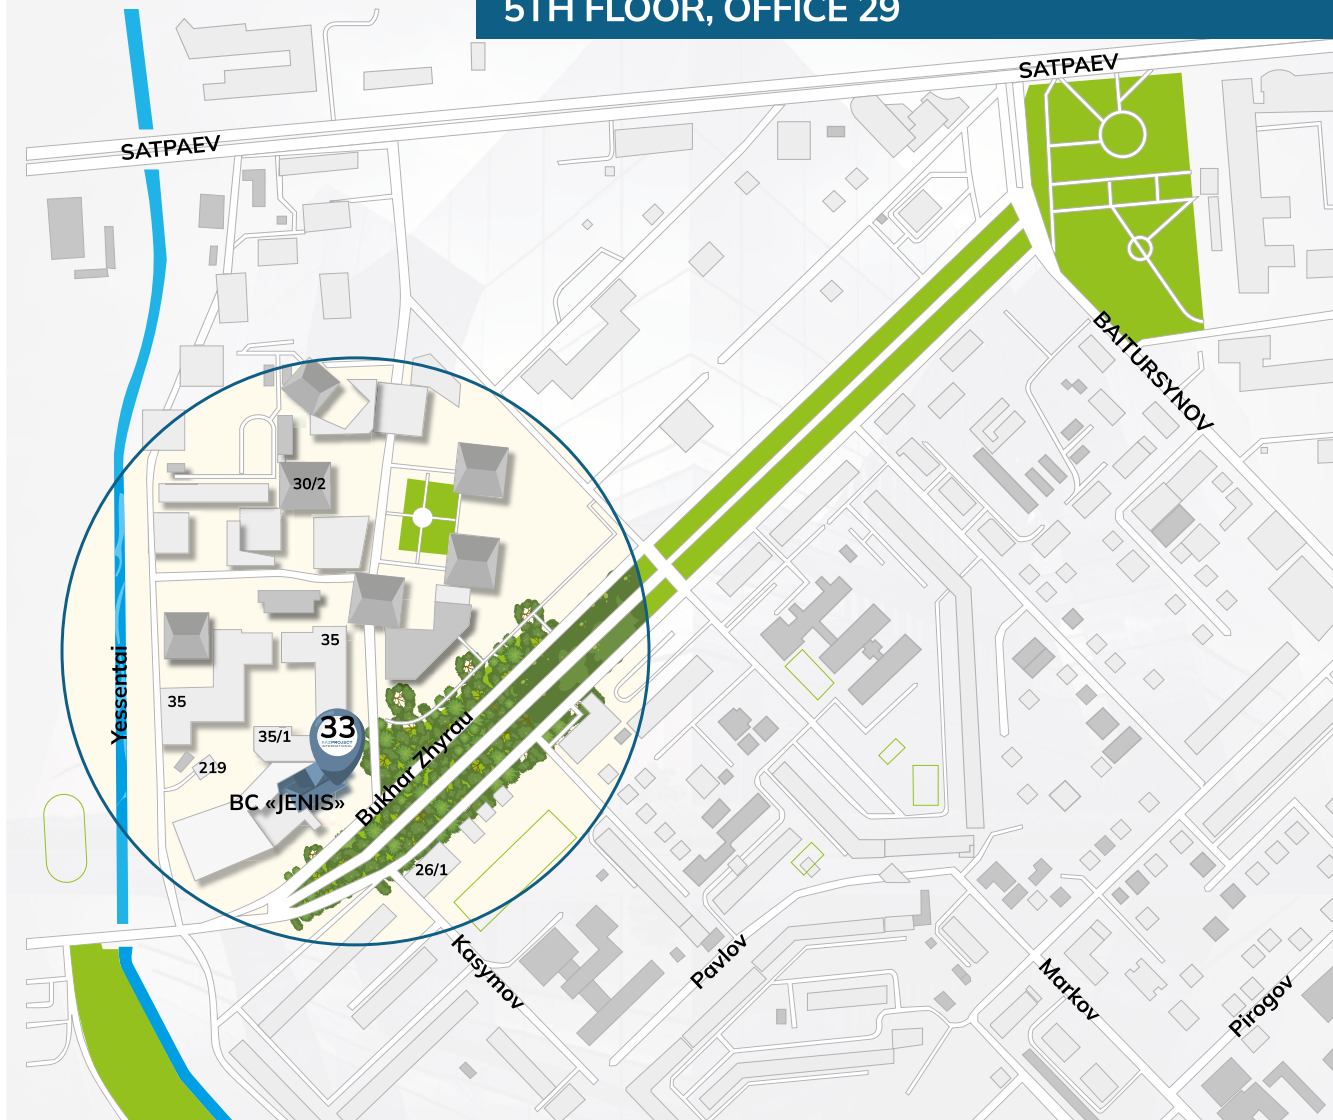 5TH FLOOR, OFFICE 29
SATPAEV
SATPAEV
BAITURSYNOV
30/2
35
Yessentai
35
33
35/1
219
BC «JENIS»
Bukhar Zhyrau
26/1
Kasymov
Pavlov
Markov
Pirogov